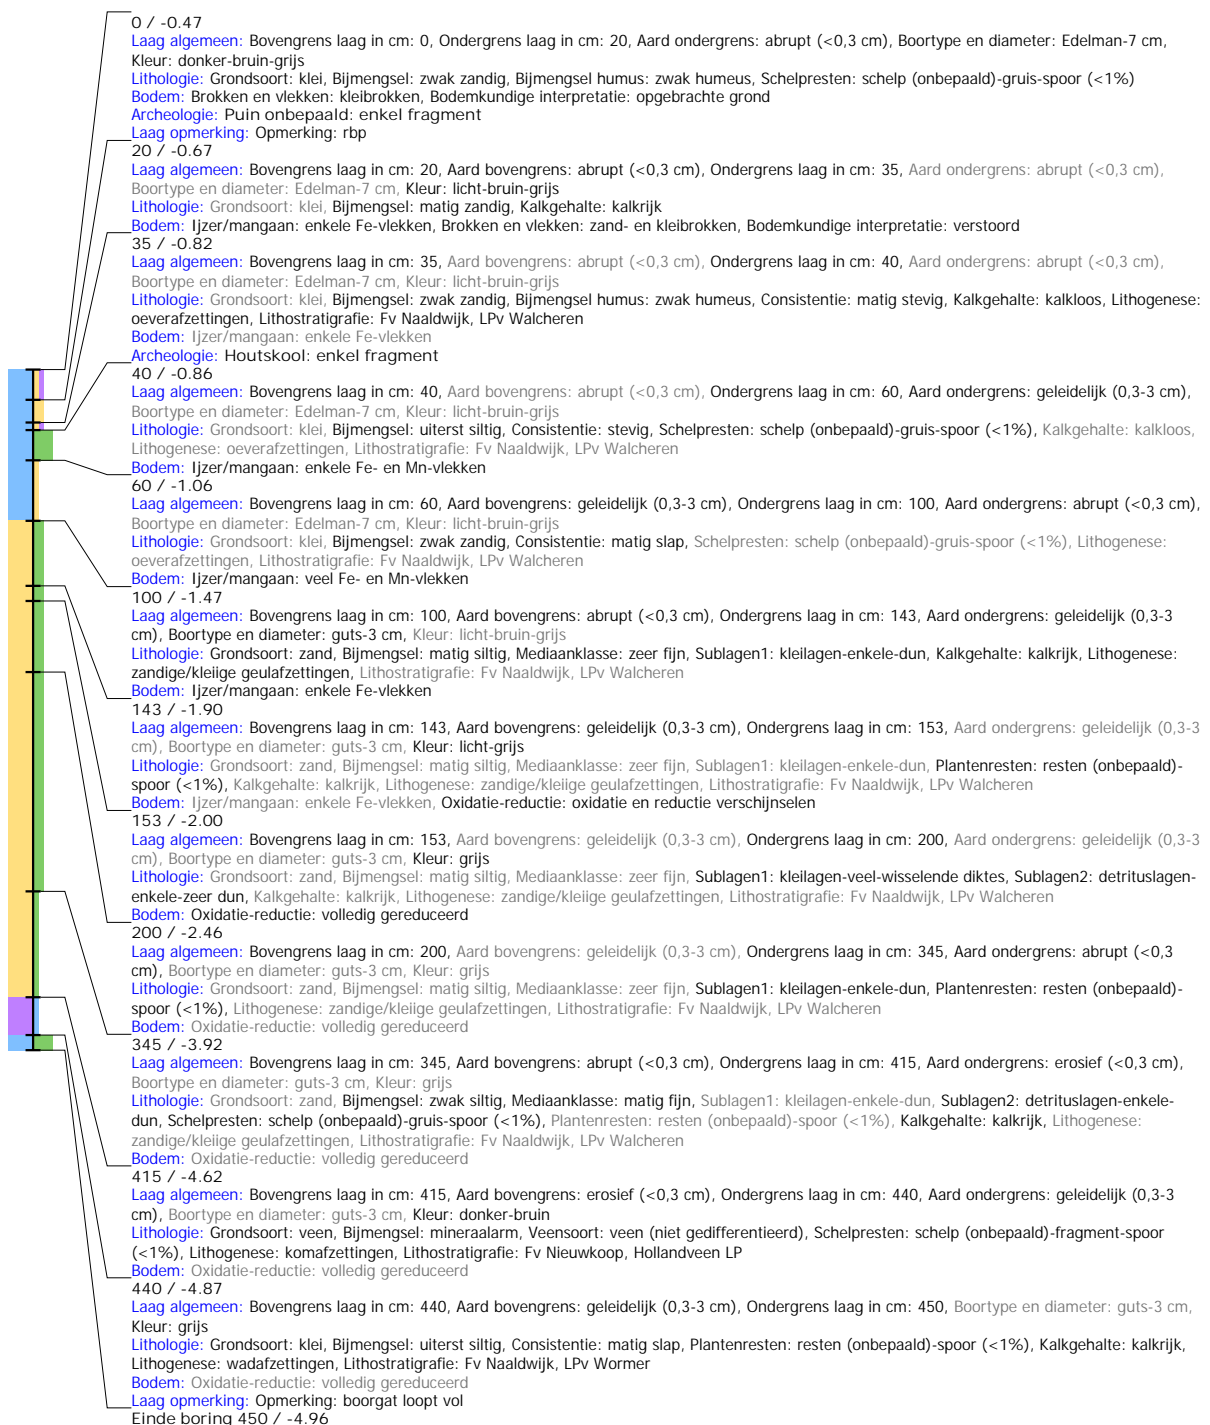 0 / -0.47
Laag algemeen: Bovengrens laag in cm: 0, Ondergrens laag in cm: 20, Aard ondergrens: abrupt (<0,3 cm), Boortype en diameter: Edelman-7 cm,
Kleur: donker-bruin-grijs
Lithologie: Grondsoort: klei, Bijmengsel: zwak zandig, Bijmengsel humus: zwak humeus, Schelpresten: schelp (onbepaald)-gruis-spoor (<1%)
Bodem: Brokken en vlekken: kleibrokken, Bodemkundige interpretatie: opgebrachte grond
Archeologie: Puin onbepaald: enkel fragment
Laag opmerking: Opmerking: rbp
20 / -0.67
Laag algemeen: Bovengrens laag in cm: 20, Aard bovengrens: abrupt (<0,3 cm), Ondergrens laag in cm: 35, Aard ondergrens: abrupt (<0,3 cm),
Boortype en diameter: Edelman-7 cm, Kleur: licht-bruin-grijs
Lithologie: Grondsoort: klei, Bijmengsel: matig zandig, Kalkgehalte: kalkrijk
Bodem: Ijzer/mangaan: enkele Fe-vlekken, Brokken en vlekken: zand- en kleibrokken, Bodemkundige interpretatie: verstoord
35 / -0.82
Laag algemeen: Bovengrens laag in cm: 35, Aard bovengrens: abrupt (<0,3 cm), Ondergrens laag in cm: 40, Aard ondergrens: abrupt (<0,3 cm),
Boortype en diameter: Edelman-7 cm, Kleur: licht-bruin-grijs
Lithologie: Grondsoort: klei, Bijmengsel: zwak zandig, Bijmengsel humus: zwak humeus, Consistentie: matig stevig, Kalkgehalte: kalkloos, Lithogenese:
oeverafzettingen, Lithostratigrafie: Fv Naaldwijk, LPv Walcheren
Bodem: Ijzer/mangaan: enkele Fe-vlekken
Archeologie: Houtskool: enkel fragment
40 / -0.86
Laag algemeen: Bovengrens laag in cm: 40, Aard bovengrens: abrupt (<0,3 cm), Ondergrens laag in cm: 60, Aard ondergrens: geleidelijk (0,3-3 cm),
Boortype en diameter: Edelman-7 cm, Kleur: licht-bruin-grijs
Lithologie: Grondsoort: klei, Bijmengsel: uiterst siltig, Consistentie: stevig, Schelpresten: schelp (onbepaald)-gruis-spoor (<1%), Kalkgehalte: kalkloos,
Lithogenese: oeverafzettingen, Lithostratigrafie: Fv Naaldwijk, LPv Walcheren
Bodem: Ijzer/mangaan: enkele Fe- en Mn-vlekken
60 / -1.06
Laag algemeen: Bovengrens laag in cm: 60, Aard bovengrens: geleidelijk (0,3-3 cm), Ondergrens laag in cm: 100, Aard ondergrens: abrupt (<0,3 cm),
Boortype en diameter: Edelman-7 cm, Kleur: licht-bruin-grijs
Lithologie: Grondsoort: klei, Bijmengsel: zwak zandig, Consistentie: matig slap, Schelpresten: schelp (onbepaald)-gruis-spoor (<1%), Lithogenese:
oeverafzettingen, Lithostratigrafie: Fv Naaldwijk, LPv Walcheren
Bodem: Ijzer/mangaan: veel Fe- en Mn-vlekken
100 / -1.47
Laag algemeen: Bovengrens laag in cm: 100, Aard bovengrens: abrupt (<0,3 cm), Ondergrens laag in cm: 143, Aard ondergrens: geleidelijk (0,3-3
cm), Boortype en diameter: guts-3 cm, Kleur: licht-bruin-grijs
Lithologie: Grondsoort: zand, Bijmengsel: matig siltig, Mediaanklasse: zeer fijn, Sublagen1: kleilagen-enkele-dun, Kalkgehalte: kalkrijk, Lithogenese:
zandige/kleiige geulafzettingen, Lithostratigrafie: Fv Naaldwijk, LPv Walcheren
Bodem: Ijzer/mangaan: enkele Fe-vlekken
143 / -1.90
Laag algemeen: Bovengrens laag in cm: 143, Aard bovengrens: geleidelijk (0,3-3 cm), Ondergrens laag in cm: 153, Aard ondergrens: geleidelijk (0,3-3
cm), Boortype en diameter: guts-3 cm, Kleur: licht-grijs
Lithologie: Grondsoort: zand, Bijmengsel: matig siltig, Mediaanklasse: zeer fijn, Sublagen1: kleilagen-enkele-dun, Plantenresten: resten (onbepaald)-
spoor (<1%), Kalkgehalte: kalkrijk, Lithogenese: zandige/kleiige geulafzettingen, Lithostratigrafie: Fv Naaldwijk, LPv Walcheren
Bodem: Ijzer/mangaan: enkele Fe-vlekken, Oxidatie-reductie: oxidatie en reductie verschijnselen
153 / -2.00
Laag algemeen: Bovengrens laag in cm: 153, Aard bovengrens: geleidelijk (0,3-3 cm), Ondergrens laag in cm: 200, Aard ondergrens: geleidelijk (0,3-3
cm), Boortype en diameter: guts-3 cm, Kleur: grijs
Lithologie: Grondsoort: zand, Bijmengsel: matig siltig, Mediaanklasse: zeer fijn, Sublagen1: kleilagen-veel-wisselende diktes, Sublagen2: detrituslagen-
enkele-zeer dun, Kalkgehalte: kalkrijk, Lithogenese: zandige/kleiige geulafzettingen, Lithostratigrafie: Fv Naaldwijk, LPv Walcheren
Bodem: Oxidatie-reductie: volledig gereduceerd
200 / -2.46
Laag algemeen: Bovengrens laag in cm: 200, Aard bovengrens: geleidelijk (0,3-3 cm), Ondergrens laag in cm: 345, Aard ondergrens: abrupt (<0,3
cm), Boortype en diameter: guts-3 cm, Kleur: grijs
Lithologie: Grondsoort: zand, Bijmengsel: matig siltig, Mediaanklasse: zeer fijn, Sublagen1: kleilagen-enkele-dun, Plantenresten: resten (onbepaald)-
spoor (<1%), Lithogenese: zandige/kleiige geulafzettingen, Lithostratigrafie: Fv Naaldwijk, LPv Walcheren
Bodem: Oxidatie-reductie: volledig gereduceerd
345 / -3.92
Laag algemeen: Bovengrens laag in cm: 345, Aard bovengrens: abrupt (<0,3 cm), Ondergrens laag in cm: 415, Aard ondergrens: erosief (<0,3 cm),
Boortype en diameter: guts-3 cm, Kleur: grijs
Lithologie: Grondsoort: zand, Bijmengsel: zwak siltig, Mediaanklasse: matig fijn, Sublagen1: kleilagen-enkele-dun, Sublagen2: detrituslagen-enkele-
dun, Schelpresten: schelp (onbepaald)-gruis-spoor (<1%), Plantenresten: resten (onbepaald)-spoor (<1%), Kalkgehalte: kalkrijk, Lithogenese:
zandige/kleiige geulafzettingen, Lithostratigrafie: Fv Naaldwijk, LPv Walcheren
Bodem: Oxidatie-reductie: volledig gereduceerd
415 / -4.62
Laag algemeen: Bovengrens laag in cm: 415, Aard bovengrens: erosief (<0,3 cm), Ondergrens laag in cm: 440, Aard ondergrens: geleidelijk (0,3-3
cm), Boortype en diameter: guts-3 cm, Kleur: donker-bruin
Lithologie: Grondsoort: veen, Bijmengsel: mineraalarm, Veensoort: veen (niet gedifferentieerd), Schelpresten: schelp (onbepaald)-fragment-spoor
(<1%), Lithogenese: komafzettingen, Lithostratigrafie: Fv Nieuwkoop, Hollandveen LP
Bodem: Oxidatie-reductie: volledig gereduceerd
440 / -4.87
Laag algemeen: Bovengrens laag in cm: 440, Aard bovengrens: geleidelijk (0,3-3 cm), Ondergrens laag in cm: 450, Boortype en diameter: guts-3 cm,
Kleur: grijs
Lithologie: Grondsoort: klei, Bijmengsel: uiterst siltig, Consistentie: matig slap, Plantenresten: resten (onbepaald)-spoor (<1%), Kalkgehalte: kalkrijk,
Lithogenese: wadafzettingen, Lithostratigrafie: Fv Naaldwijk, LPv Wormer
Bodem: Oxidatie-reductie: volledig gereduceerd
Laag opmerking: Opmerking: boorgat loopt vol
Einde boring 450 / -4.96